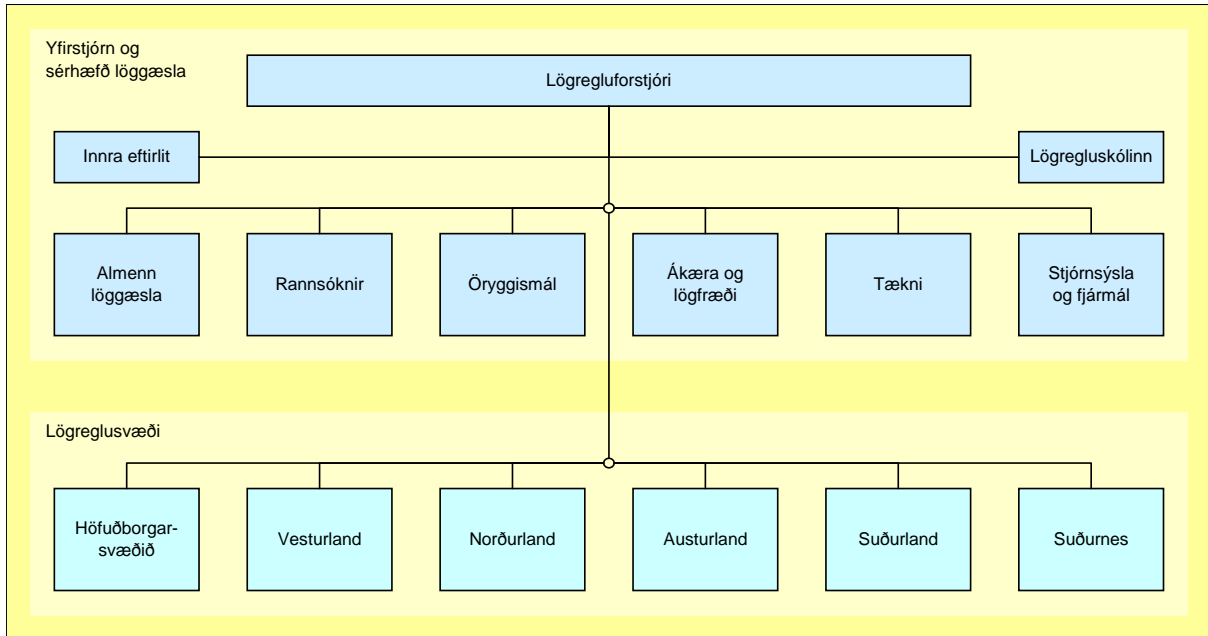 Yfirstjórn og
sérhæfð löggæsla
Lögregluforstjóri
Innra eftirlit
Lögregluskólinn
Almenn
löggæsla
Rannsóknir
Öryggismál
Ákæra og
lögfræði
Tækni
Stjórnsýsla
og fjármál
Lögreglusvæði
Höfuðborgar-
svæðið
Vesturland
Norðurland
Austurland
Suðurland
Suðurnes